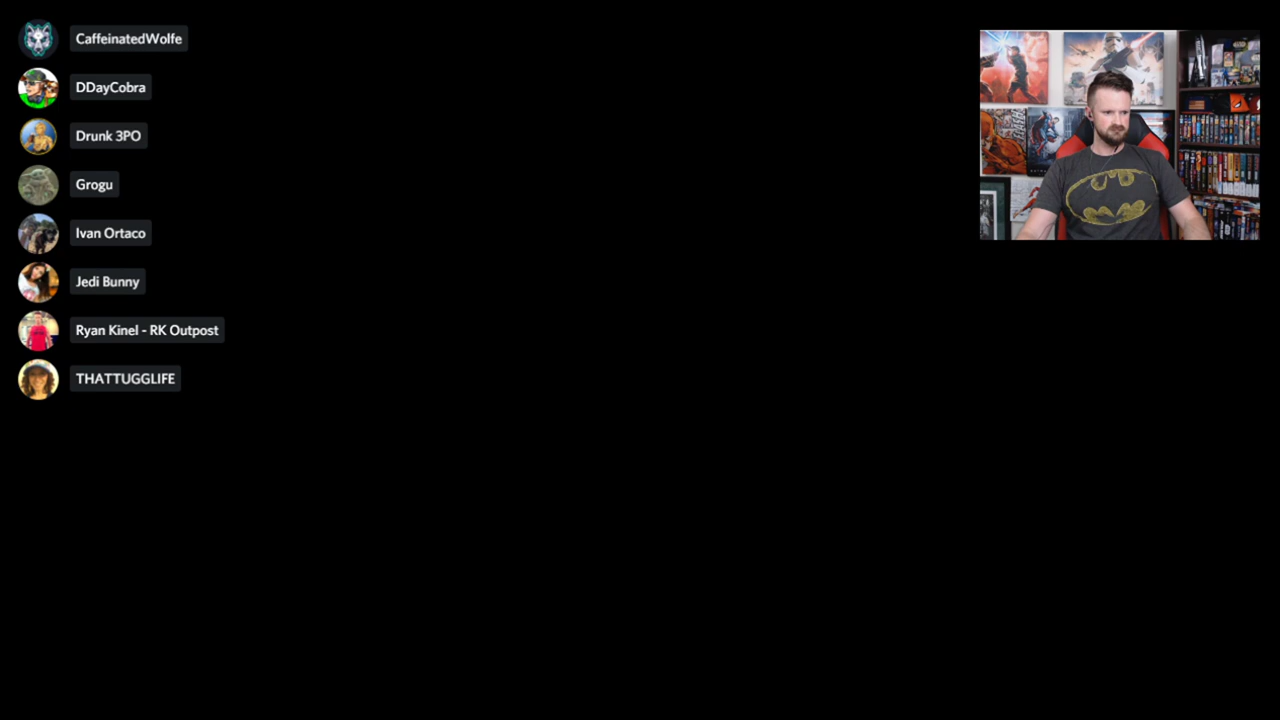 CaffeinatedWolfe
DDayCobra
Drunk 3PO
Grogu
Ivan Ortaco
Jedi Bunny
Ryan Kinel - RK Outpost
THATTUGGLIFE